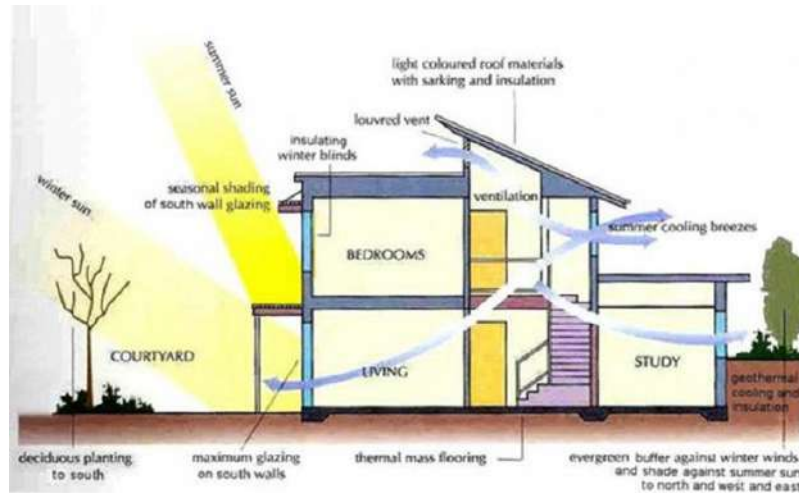 summer sun
winter sun
light coloured roof materials
with sarking and insulation
louvred vent
insulating
winter blinds
seasonal shading
of south wall glazing
ventilation
summer cooling breezes
BEDROOMS
COURTYARD
LIVING
STUDY
geothermal
cooling and
insulation
deciduous planting
to south
maximum glazing
on south walls
thermal mass flooring
evergreen buffer against winter winds
and shade against summer sun
to north and west and east